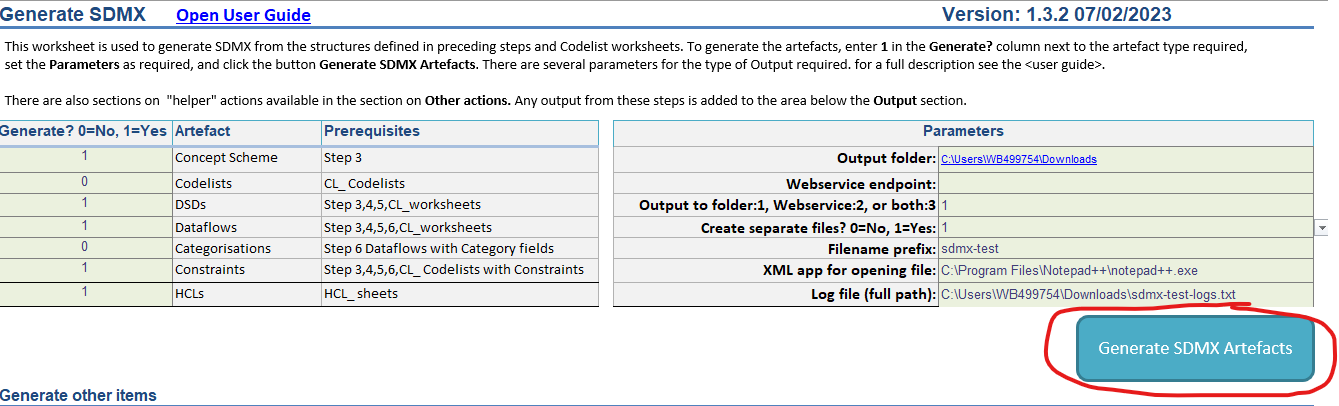 Generate SDMX Open User Guide Version: 1.3.2 07/02/2023
This worksheet is used to generate SDMX from the structures defined in preceding steps and Codelist worksheets. To generate the artefacts, enter 1 in the Generate? column next to the artefact type required,
set the Parameters as required, and click the button Generate SDMX Artefacts. There are several parameters for the type of Output required. for a full description see the <user guide>.
There are also sections on "helper" actions available in the section on Other actions. Any output from these steps is added to the area below the Output section.
Generate? 0=No, 1=Yes Artefact Prerequisites
1 Concept Scheme Step 3
0 Codelists CL_ Codelists
1 DSDs Step 3,4,5,CL_worksheets
1 Dataflows Step 3,4,5,6,CL_worksheets
0 Categorisations Step 6 Dataflows with Category fields
1 Constraints Step 3,4,5,6,CL_ Codelists with Constraints
1 HCLs HCL_ sheets
Parameters
Output folder: C:\Users\WB499754\Downloads
Webservice endpoint:
Output to folder:1, Webservice:2, or both:3 1
Create separate files? 0=No, 1=Yes: 1
Filename prefix: sdmx-test
XML app for opening file: C:\Program Files\Notepad++\notepad++.exe
Log file (full path): C:\Users\WB499754\Downloads\sdmx-test-logs.txt
Generate SDMX Artefacts
Generate other items